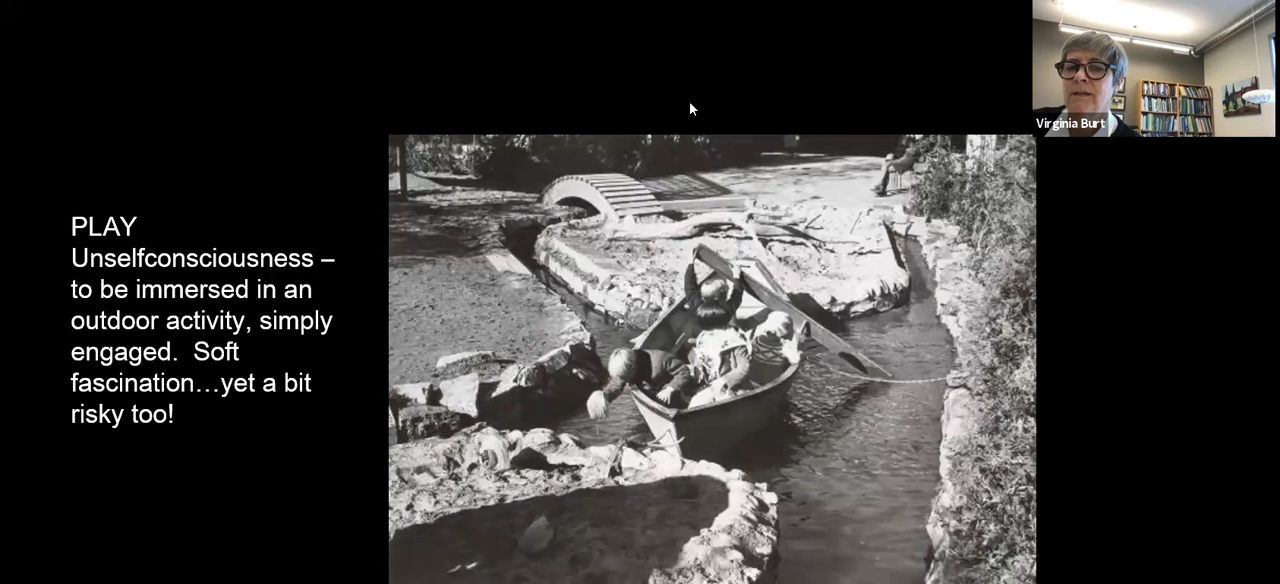 PLAY
Unselfconsciousness –
to be immersed in an
outdoor activity, simply
engaged.  Soft
fascination…yet a bit
risky too!
Virginia Burt